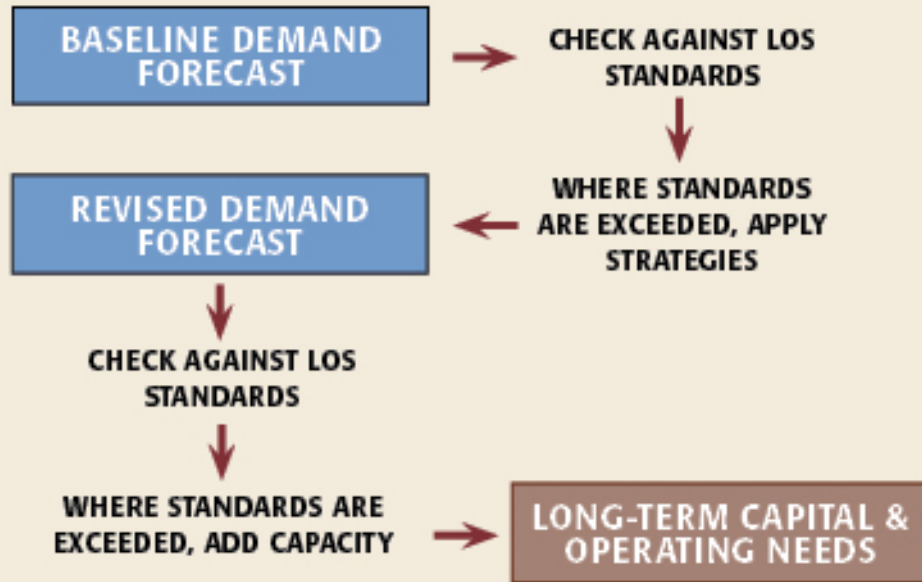 BASELINE DEMAND
FORECAST
CHECK AGAINST LOS
STANDARDS
WHERE STANDARDS
ARE EXCEEDED, APPLY
STRATEGIES
REVISED DEMAND
FORECAST
CHECK AGAINST LOS
STANDARDS
WHERE STANDARDS ARE
EXCEEDED, ADD CAPACITY
LONG-TERM CAPITAL &
OPERATING NEEDS